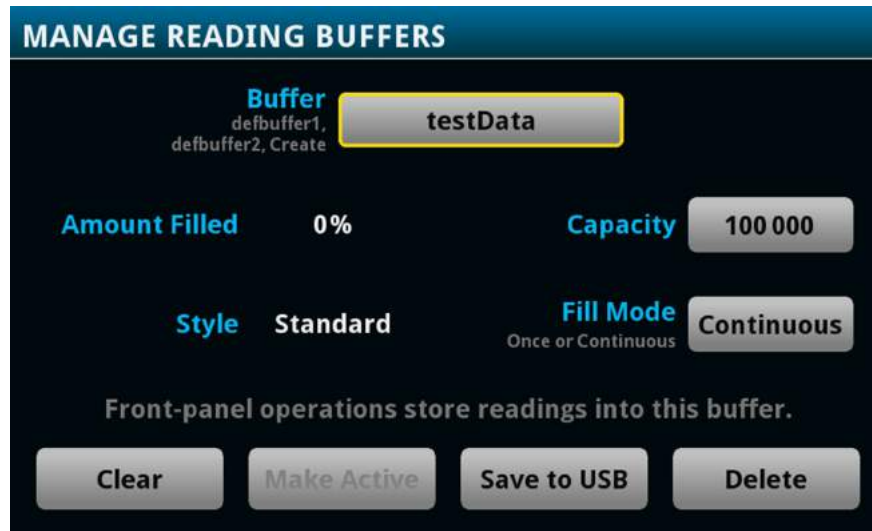 MANAGE READING BUFFERS
Buffer
defbuffer1,
defbuffer2, Create
testData
Amount Filled
0%
Capacity
100 000
Style
Standard
Fill Mode
Once or Continuous
Continuous
Front-panel operations store readings into this buffer.
Clear
Make Active
Save to USB
Delete